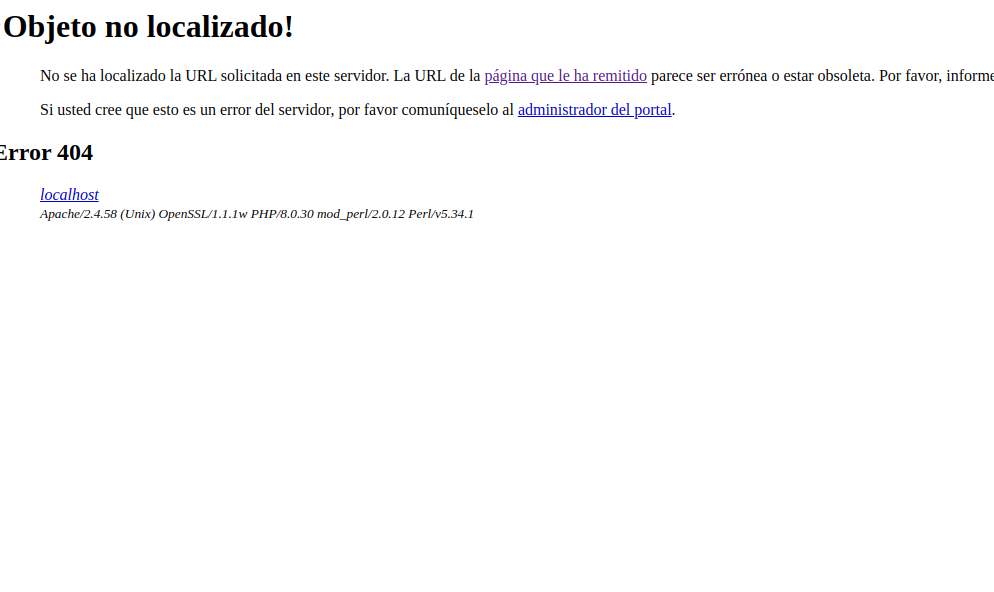 Objeto no localizado!
No se ha localizado la URL solicitada en este servidor. La URL de la página que le ha remitido parece ser errónea o estar obsoleta. Por favor, informe
Si usted cree que esto es un error del servidor, por favor comuníqueselo al administrador del portal.
Error 404
localhost
Apache/2.4.58 (Unix) OpenSSL/1.1.1w PHP/8.0.30 mod_perl/2.0.12 Perl/v5.34.1